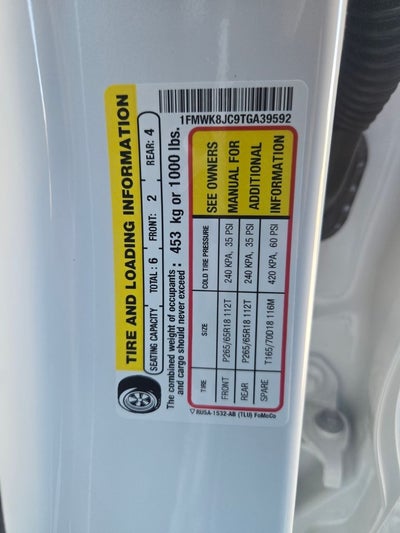 1FMWK8JC9TGA39592
TIRE AND LOADING INFORMATION
SEATING CAPACITY TOTAL: 6 FRONT: 2 REAR: 4
The combined weight of occupants
and cargo should never exceed : 453 kg or 1000 lbs.
TIRE SIZE COLD TIRE PRESSURE
FRONT P265/65R18 112T 240 KPA, 35 PSI
REAR P265/65R18 112T 240 KPA, 35 PSI
SPARE T165/70D18 116M 420 KPA, 60 PSI
SEE OWNERS
MANUAL FOR
ADDITIONAL
INFORMATION
RU5A-1532-AB (TLU) FoMoCo